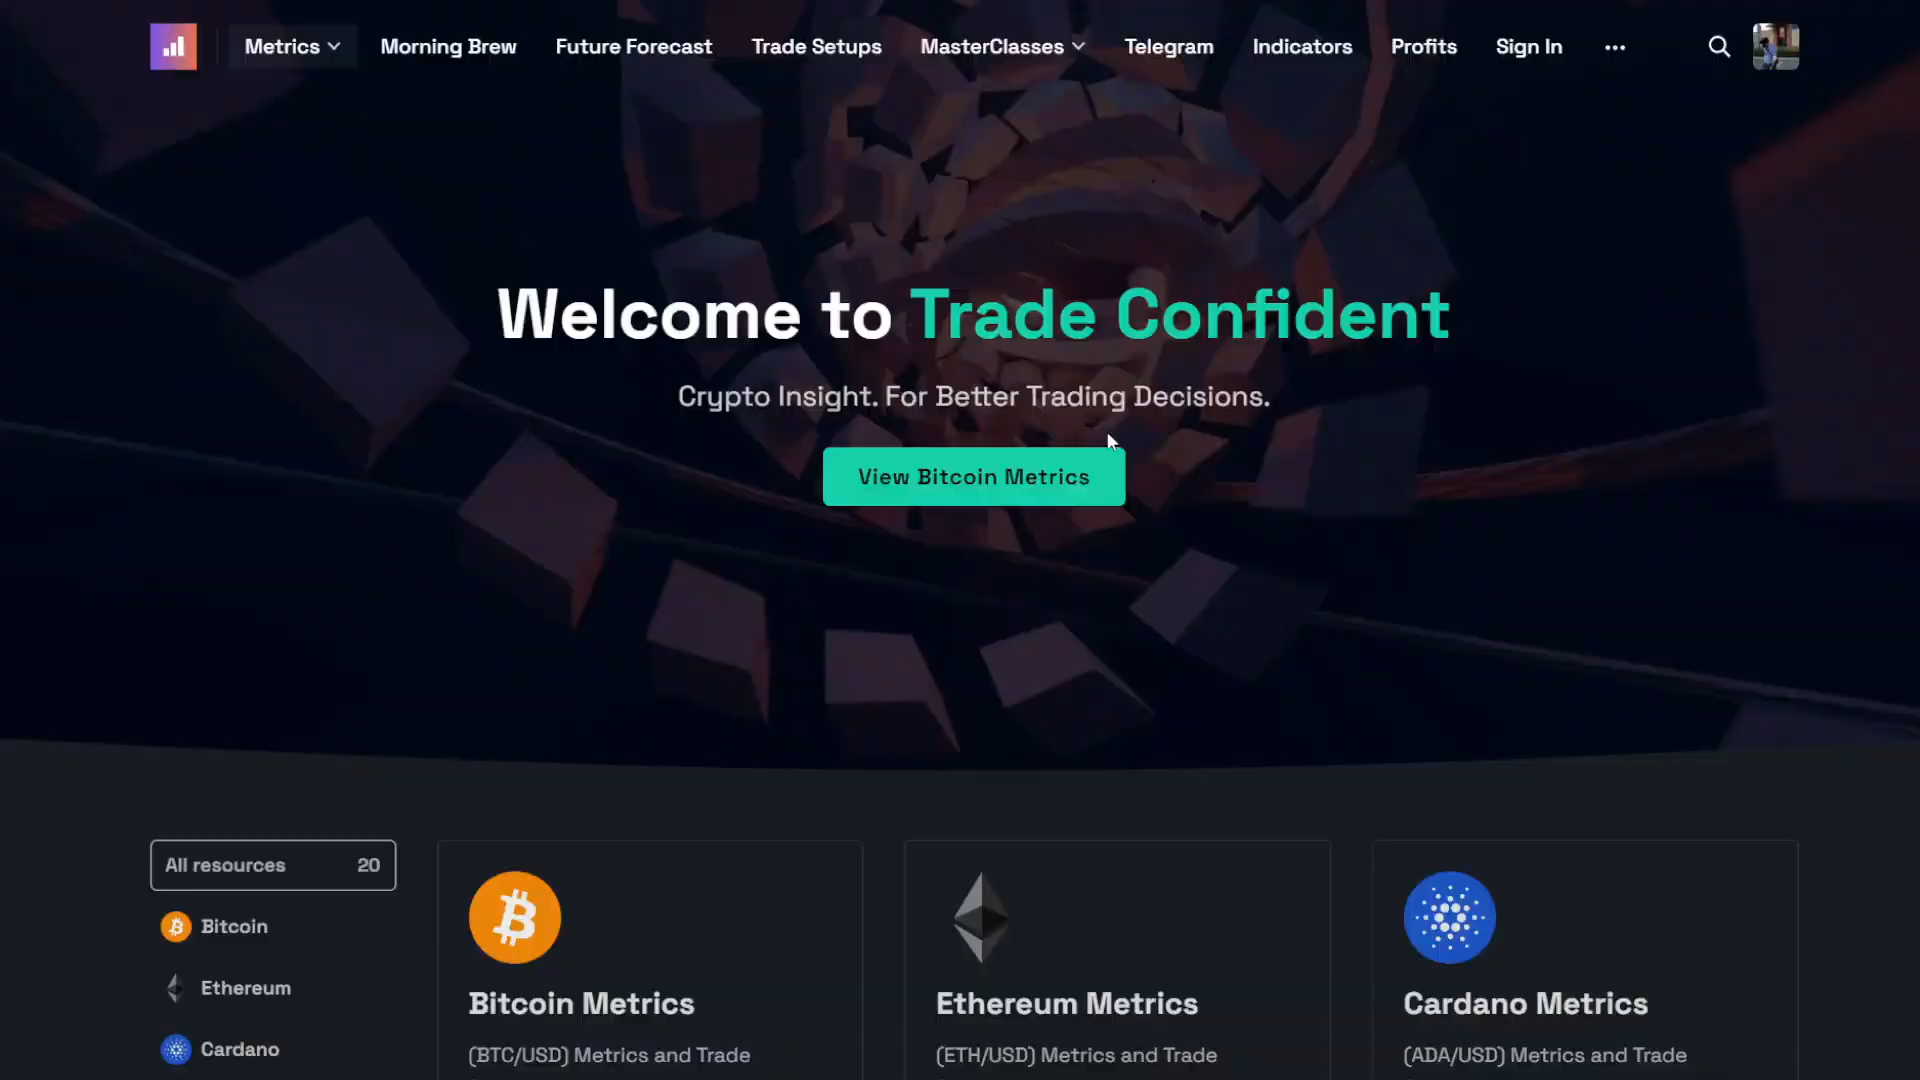 Metrics
Morning Brew
Future Forecast
Trade Setups
MasterClasses
Telegram
Indicators
Profits
Sign In
Welcome to Trade Confident
Crypto Insight. For Better Trading Decisions.
View Bitcoin Metrics
All resources 20
Bitcoin
Ethereum
Cardano
Bitcoin Metrics
(BTC/USD) Metrics and Trade
Ethereum Metrics
(ETH/USD) Metrics and Trade
Cardano Metrics
(ADA/USD) Metrics and Trade